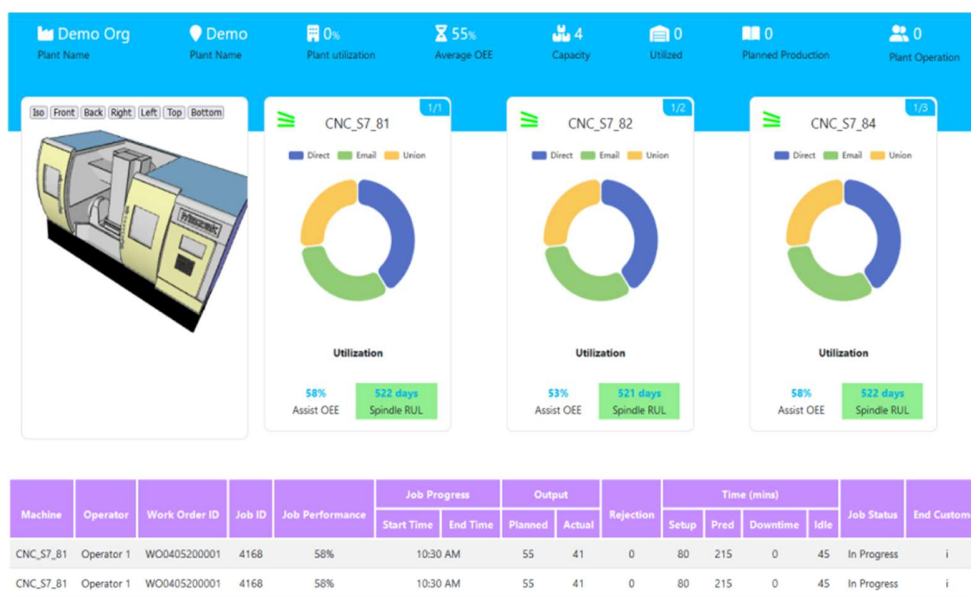 Demo Org
Plant Name
Demo
Plant Name
0%
Plant utilization
55%
Average OEE
4
Capacity
0
Utilized
0
Planned Production
0
Plant Operation
Iso Front Back Right Left Top Bottom
1/1
CNC_S7_81
Direct Email Union
Utilization
58%
Assist OEE
522 days
Spindle RUL
1/2
CNC_S7_82
Direct Email Union
Utilization
53%
Assist OEE
521 days
Spindle RUL
1/3
CNC_S7_84
Direct Email Union
Utilization
58%
Assist OEE
522 days
Spindle RUL
Job Progress Output Time (mins)
Machine Operator Work Order ID Job ID Job Performance Rejection Job Status End Custome
Start Time End Time Planned Actual Setup Pred Downtime Idle
CNC_S7_81 Operator 1 WO0405200001 4168 58% 10:30 AM 55 41 0 80 215 0 45 In Progress i
CNC_S7_81 Operator 1 WO0405200001 4168 58% 10:30 AM 55 41 0 80 215 0 45 In Progress i